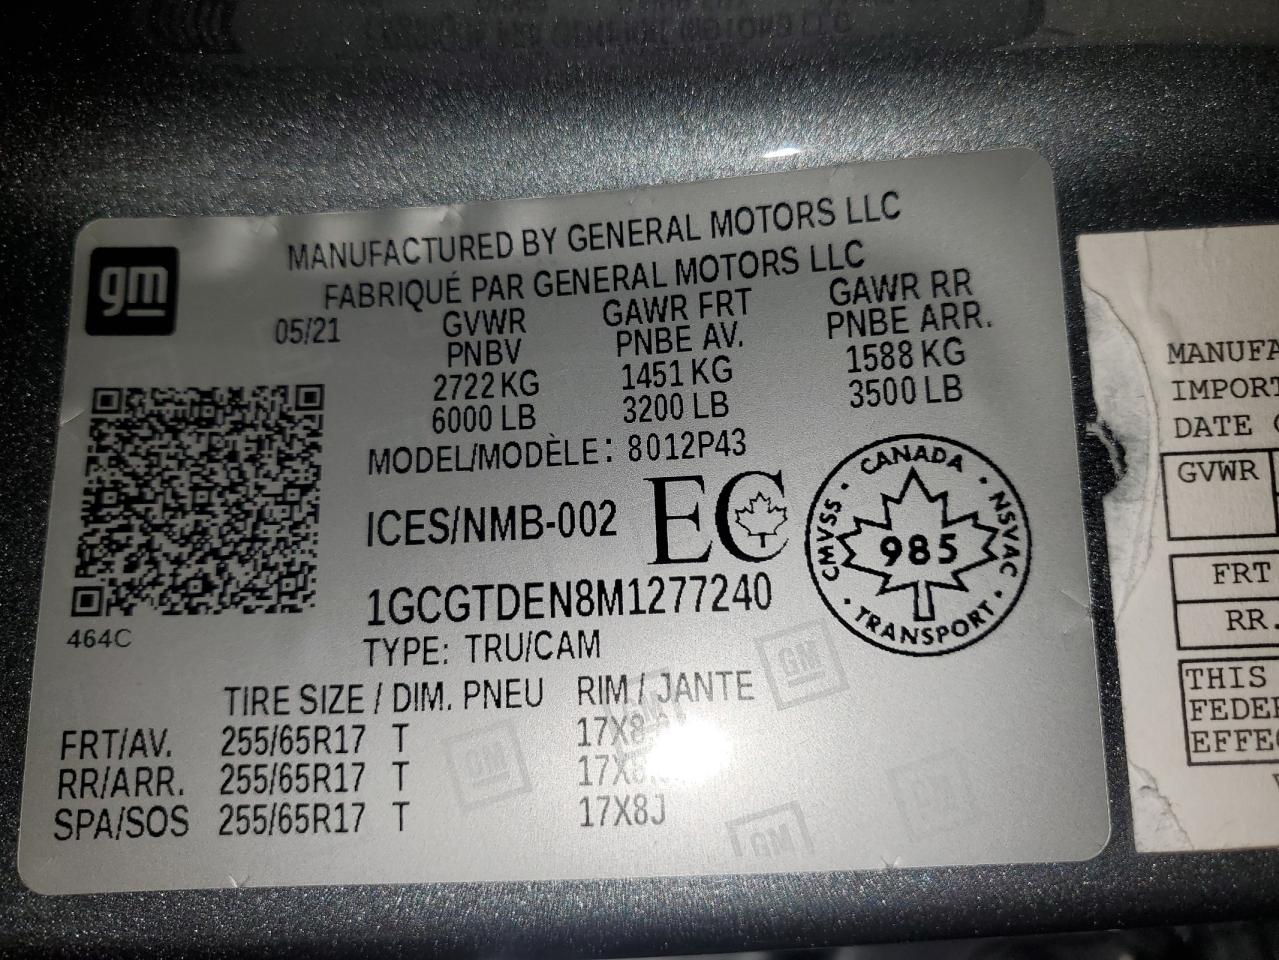 gm
MANUFACTURED BY GENERAL MOTORS LLC
FABRIQUÉ PAR GENERAL MOTORS LLC
05/21
GVWR GAWR FRT GAWR RR
PNBV PNBE AV. PNBE ARR.
2722 KG 1451 KG 1588 KG
6000 LB 3200 LB 3500 LB
MODEL/MODÈLE: 8012P43
ICES/NMB-002 EC
CANADA
CMVSS 985 NSVAC
TRANSPORT
1GCGTDEN8M1277240
464C
TYPE: TRU/CAM
TIRE SIZE / DIM. PNEU RIM / JANTE
FRT/AV. 255/65R17 T 17X8
RR/ARR. 255/65R17 T
SPA/SOS 255/65R17 T 17X8J
GM
GM
GM
GVWR
DATE
FRT
RR.
THIS